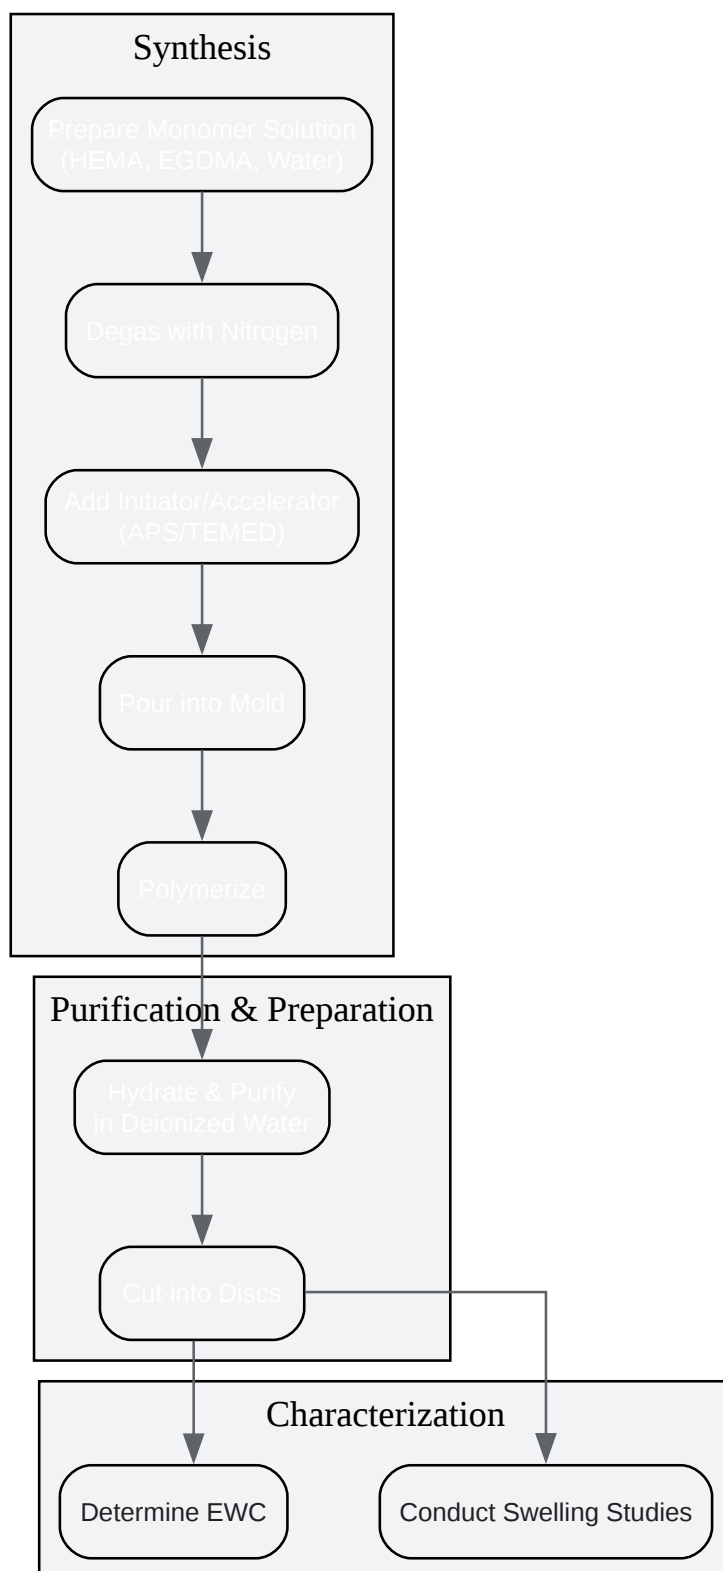 Synthesis
Prepare Monomer Solution
(HEMA, EGDMA, Water)
Degas with Nitrogen
Add Initiator/Accelerator
(APS/TEMED)
Pour into Mold
Polymerize
Purification & Preparation
Hydrate & Purify
in Deionized Water
Cut into Discs
Characterization
Determine EWC
Conduct Swelling Studies